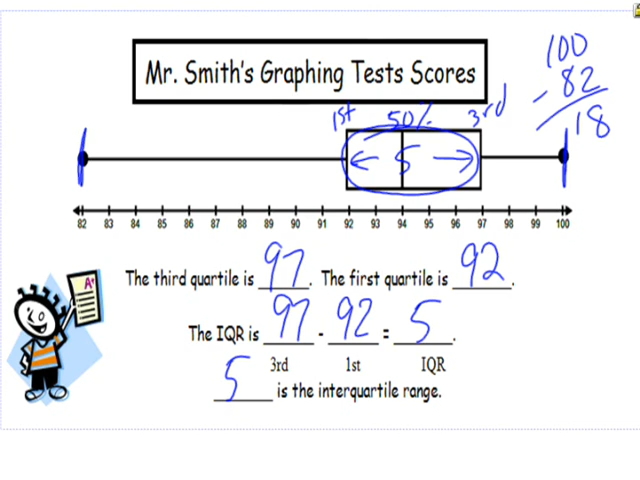 Mr. Smith's Graphing Tests Scores
100
- 82
18
1st 50% 3rd
5
82 83 84 85 86 87 88 89 90 91 92 93 94 95 96 97 98 99 100
The third quartile is 97. The first quartile is 92.
The IQR is 97 - 92 = 5.
3rd 1st IQR
5 is the interquartile range.
A+